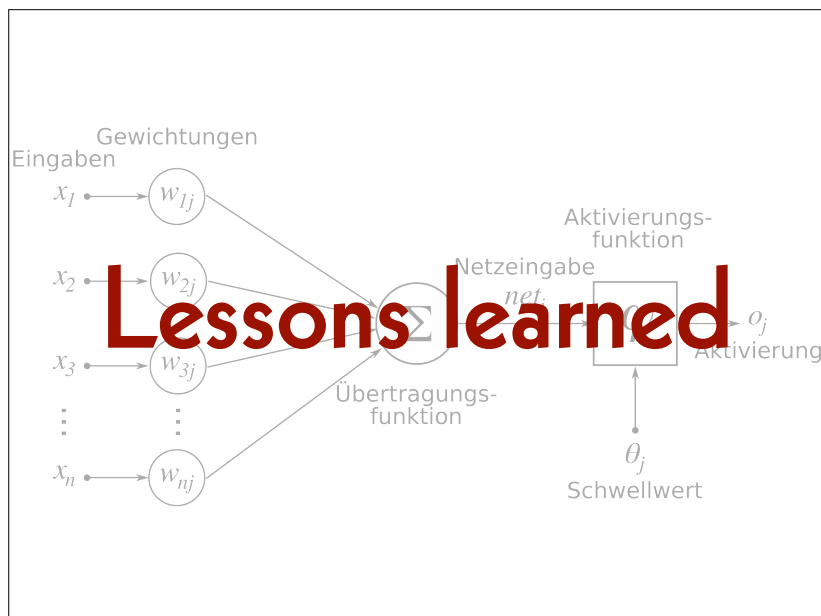 Gewichtungen
Eingaben
x1
w1j
Aktivierungs-
funktion
Netzeingabe
x2
w2j
net
Lessons learned
Σ
φ
oj
Aktivierung
x3
w3j
Übertragungs-
funktion
θj
Schwellwert
xn
wnj